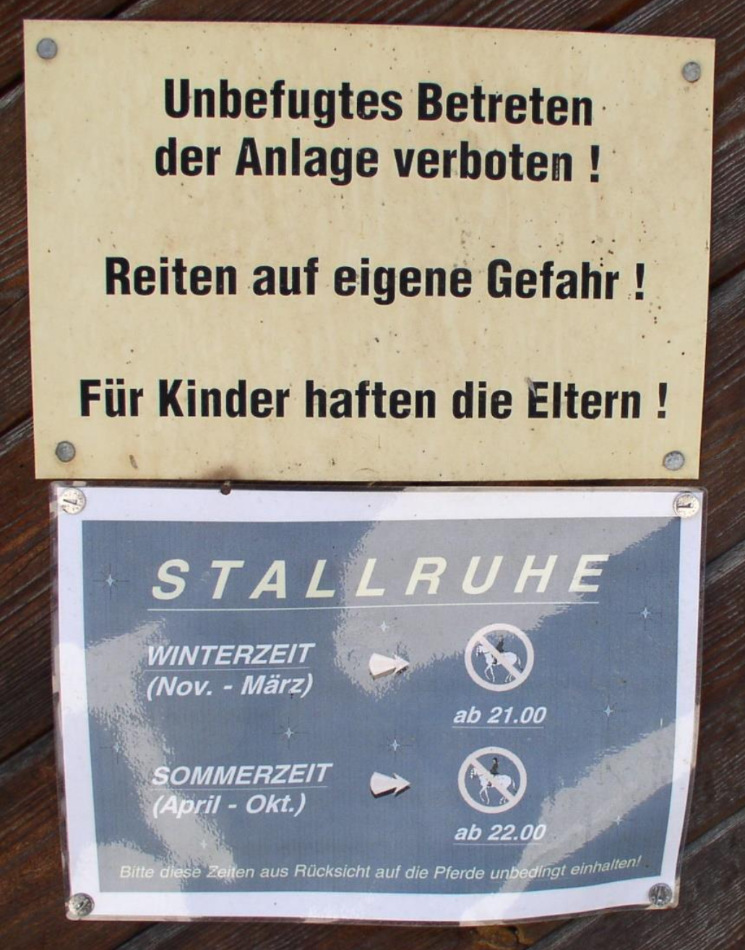 Unbefugtes Betreten
der Anlage verboten !
Reiten auf eigene Gefahr !
Für Kinder haften die Eltern !
STALLRUHE
WINTERZEIT
(Nov. - März)
ab 21.00
SOMMERZEIT
(April - Okt.)
ab 22.00
Bitte diese Zeiten aus Rücksicht auf die Pferde unbedingt einhalten!